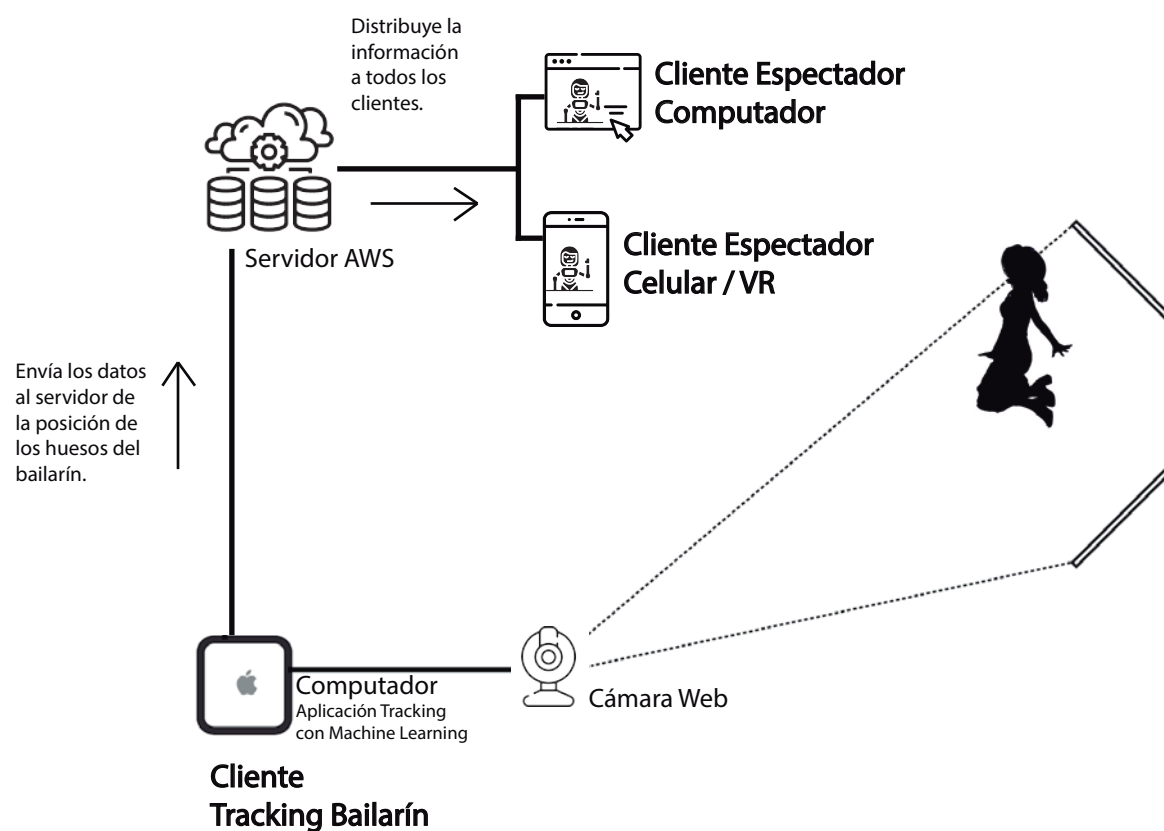 Distribuye la
información
a todos los
clientes.
Cliente Espectador
Computador
Servidor AWS
Cliente Espectador
Celular / VR
Envía los datos
al servidor de
la posición de
los huesos del
bailarín.
Computador
Aplicación Tracking
con Machine Learning
Cámara Web
Cliente
Tracking Bailarín